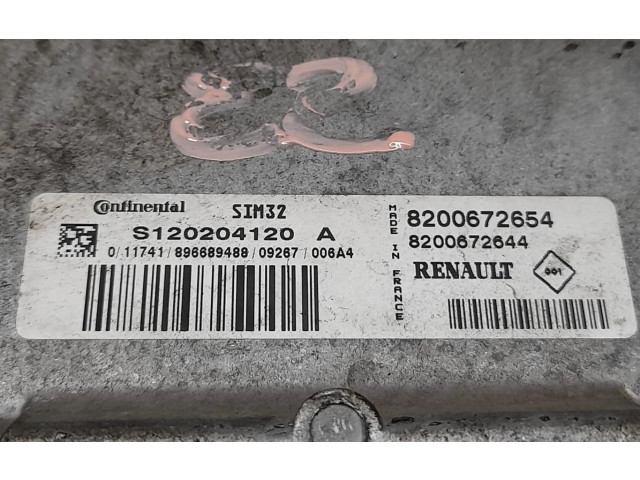 Continental SIM32
S120204120 A
0/11741/896689488/09267/006A4
MADE IN FRANCE
8200672654
8200672644
RENAULT
001